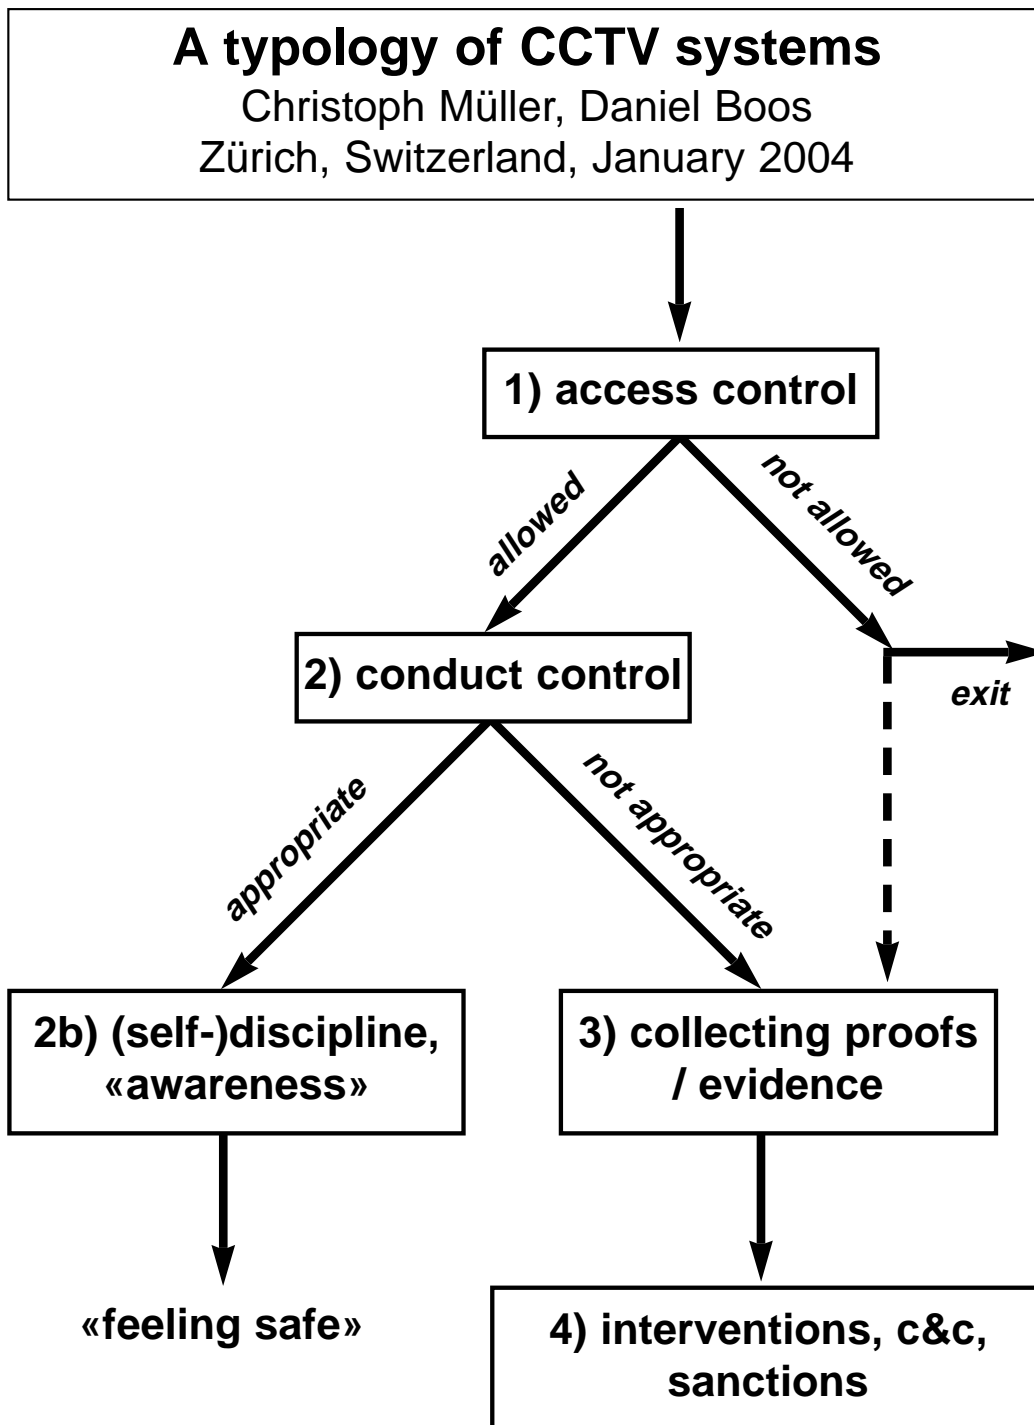 A typology of CCTV systems
Christoph Müller, Daniel Boos
Zürich, Switzerland, January 2004
1) access control
allowed
not allowed
2) conduct control
exit
appropriate
not appropriate
2b) (self-)discipline,
«awareness»
3) collecting proofs
/ evidence
«feeling safe»
4) interventions, c&c,
sanctions